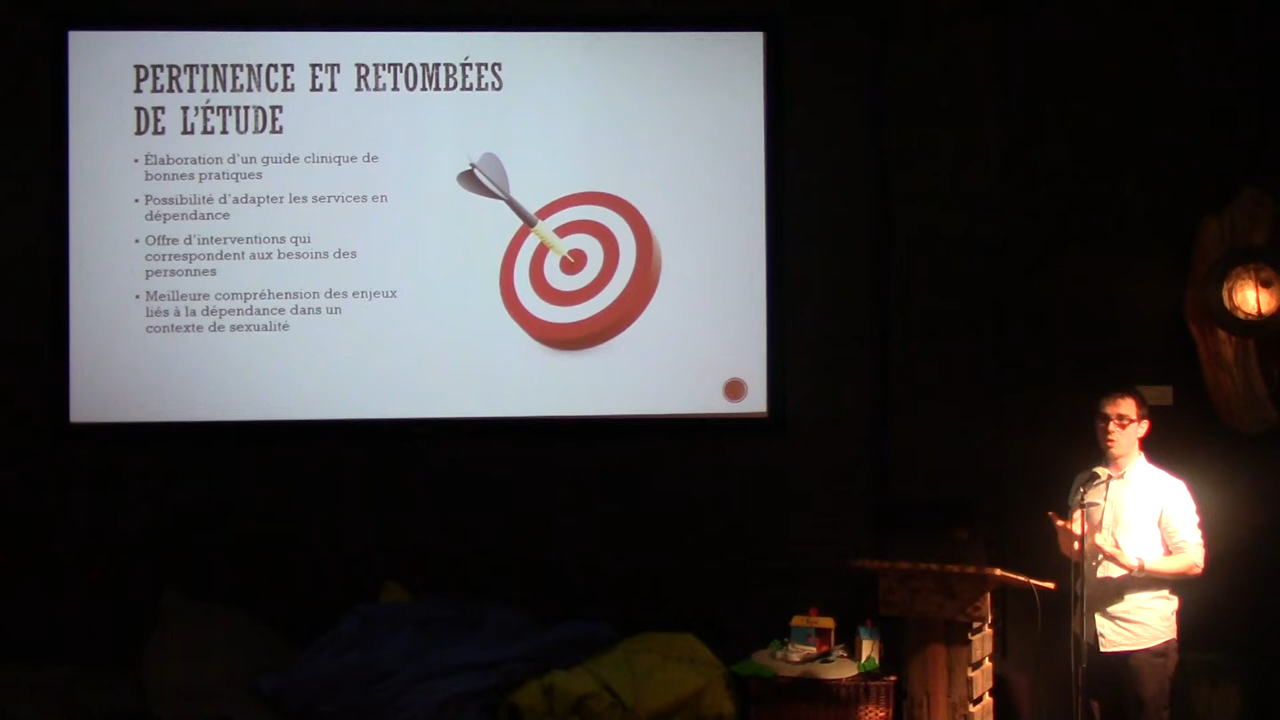 PERTINENCE ET RETOMBÉES
DE L'ÉTUDE
▪ Élaboration d'un guide clinique de
bonnes pratiques
▪ Possibilité d'adapter les services en
dépendance
▪ Offre d'interventions qui
correspondent aux besoins des
personnes
▪ Meilleure compréhension des enjeux
liés à la dépendance dans un
contexte de sexualité